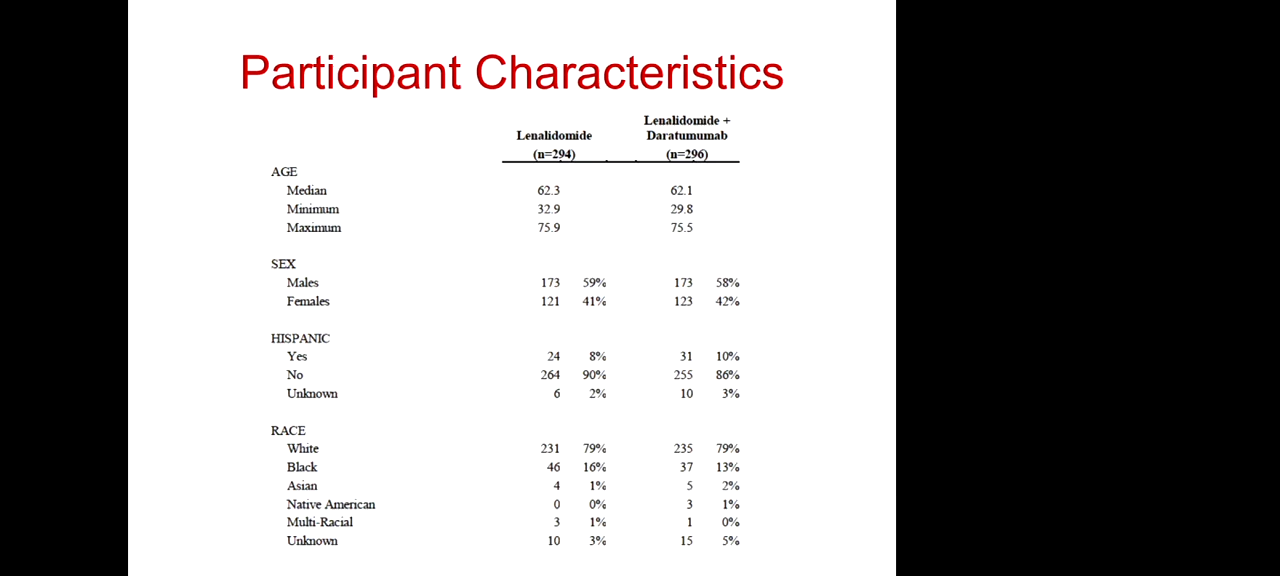 Participant Characteristics
Lenalidomide + 
Lenalidomide Daratumumab
(n=294) (n=296)
AGE
Median 62.3 62.1
Minimum 32.9 29.8
Maximum 75.9 75.5
SEX
Males 173 59% 173 58%
Females 121 41% 123 42%
HISPANIC
Yes 24 8% 31 10%
No 264 90% 255 86%
Unknown 6 2% 10 3%
RACE
White 231 79% 235 79%
Black 46 16% 37 13%
Asian 4 1% 5 2%
Native American 0 0% 3 1%
Multi-Racial 3 1% 1 0%
Unknown 10 3% 15 5%